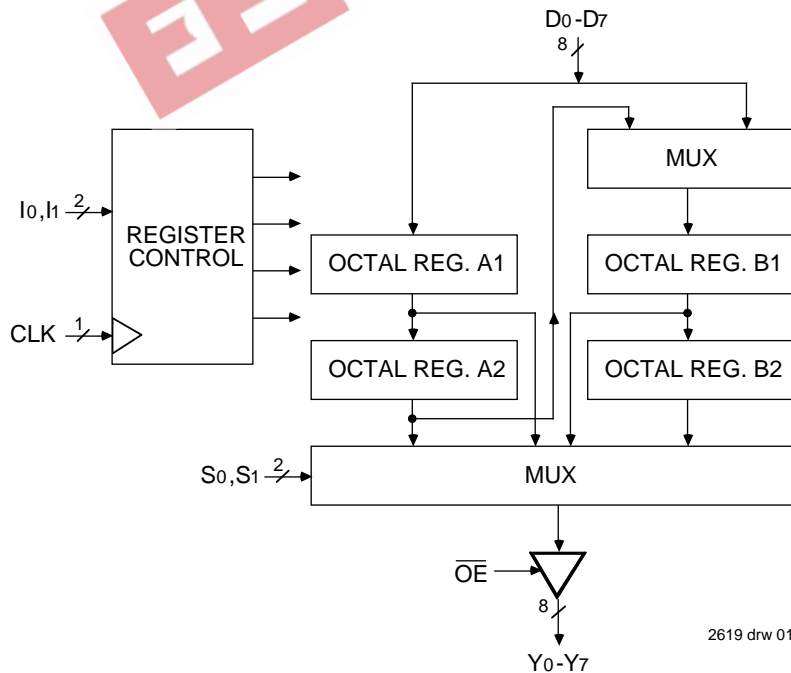 D0-D7
8
MUX
I0,I1
2
REGISTER
CONTROL
OCTAL REG. A1
OCTAL REG. B1
CLK
1
OCTAL REG. A2
OCTAL REG. B2
S0,S1
2
MUX
OE
8
2619 drw 01
Y0-Y7